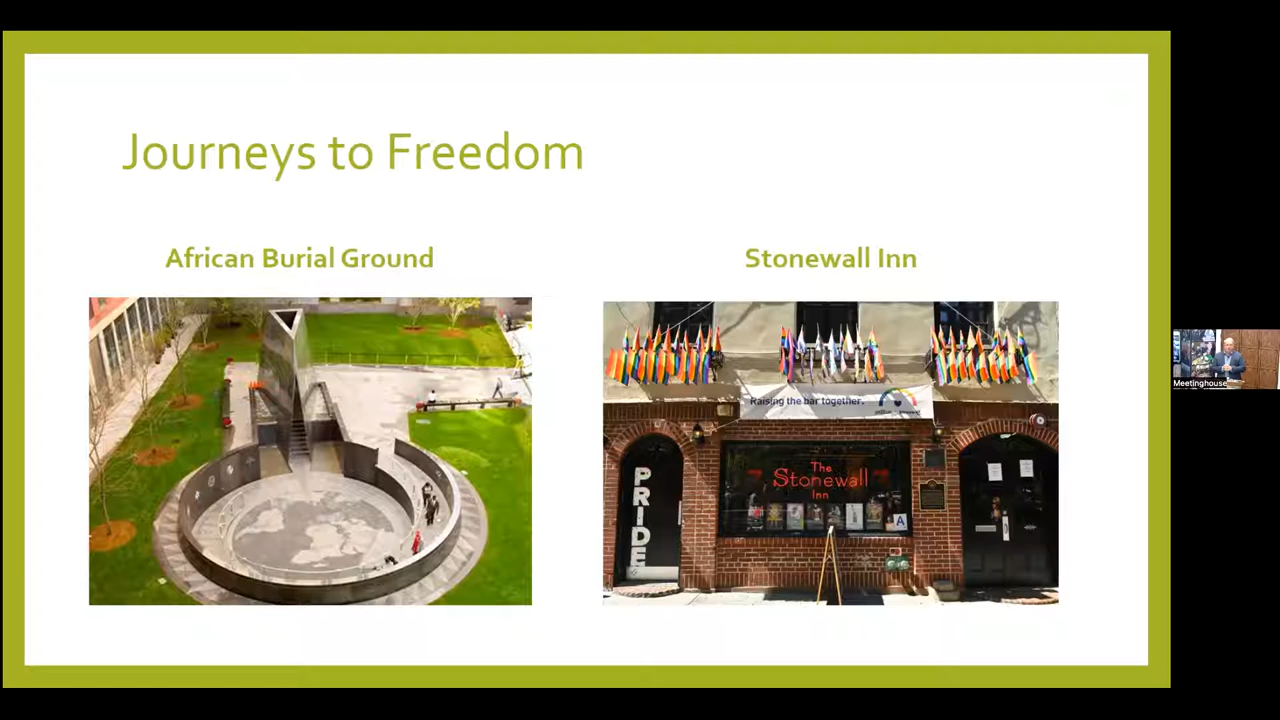 Journeys to Freedom
African Burial Ground
Stonewall Inn
Raising the bar together.
PRIDE
The
Stonewall
Inn
A
Meetinghouse